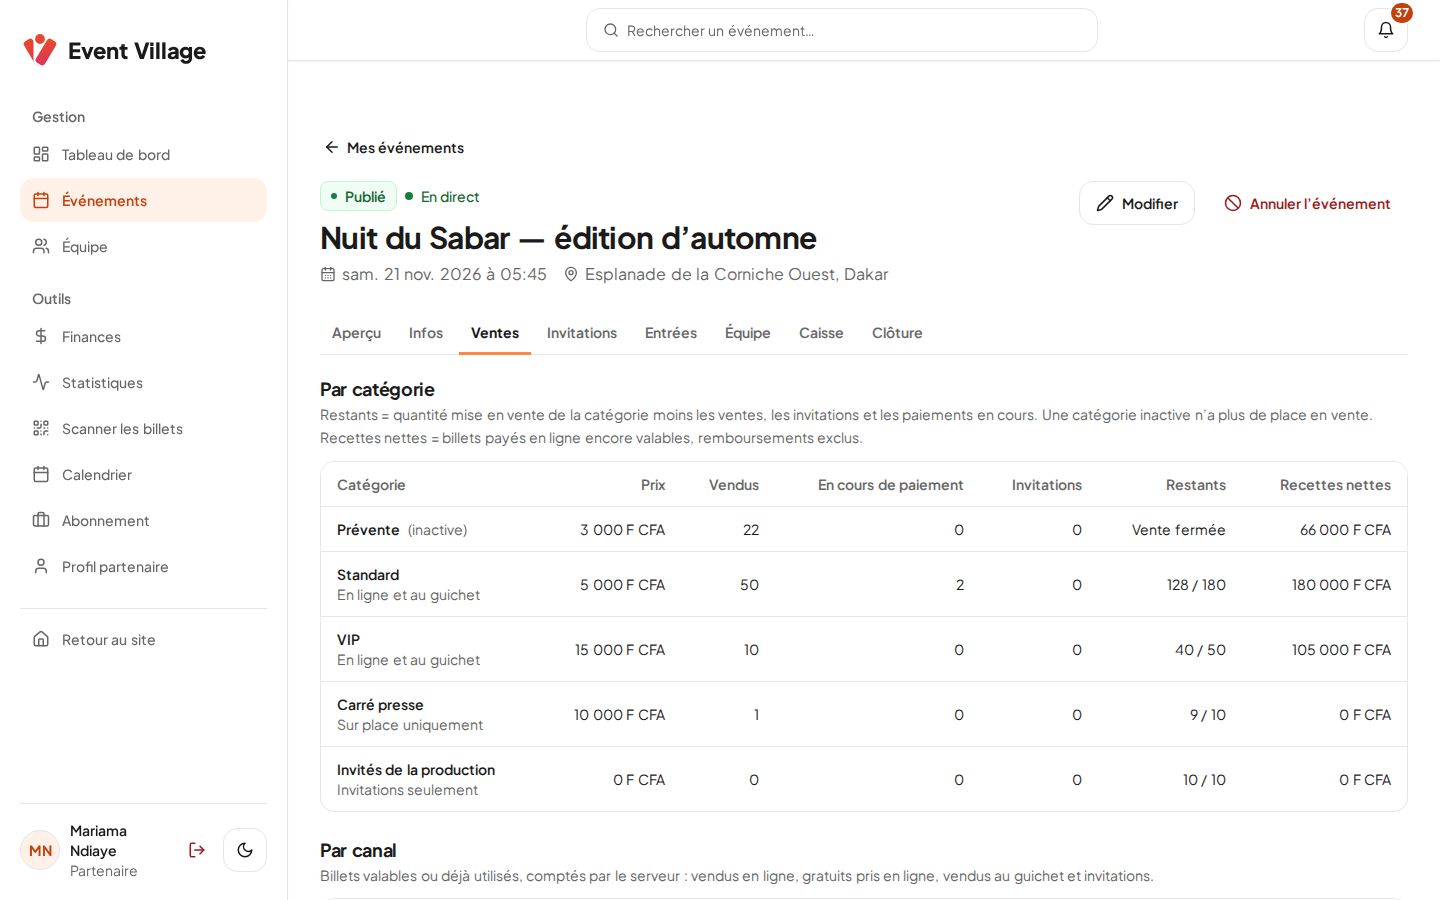 Event Village
Rechercher un événement…
37
Gestion
Tableau de bord
Événements
Équipe
Outils
Finances
Statistiques
Scanner les billets
Calendrier
Abonnement
Profil partenaire
Retour au site
MN
Mariama Ndiaye
Partenaire
Mes événements
Publié
En direct
Modifier
Annuler l’événement
Nuit du Sabar — édition d’automne
sam. 21 nov. 2026 à 05:45 Esplanade de la Corniche Ouest, Dakar
Aperçu Infos Ventes Invitations Entrées Équipe Caisse Clôture
Par catégorie
Restants = quantité mise en vente de la catégorie moins les ventes, les invitations et les paiements en cours. Une catégorie inactive n’a plus de place en vente.
Recettes nettes = billets payés en ligne encore valables, remboursements exclus.
Catégorie Prix Vendus En cours de paiement Invitations Restants Recettes nettes
Prévente (inactive) 3 000 F CFA 22 0 0 Vente fermée 66 000 F CFA
Standard
En ligne et au guichet 5 000 F CFA 50 2 0 128 / 180 180 000 F CFA
VIP
En ligne et au guichet 15 000 F CFA 10 0 0 40 / 50 105 000 F CFA
Carré presse
Sur place uniquement 10 000 F CFA 1 0 0 9 / 10 0 F CFA
Invités de la production
Invitations seulement 0 F CFA 0 0 0 10 / 10 0 F CFA
Par canal
Billets valables ou déjà utilisés, comptés par le serveur : vendus en ligne, gratuits pris en ligne, vendus au guichet et invitations.